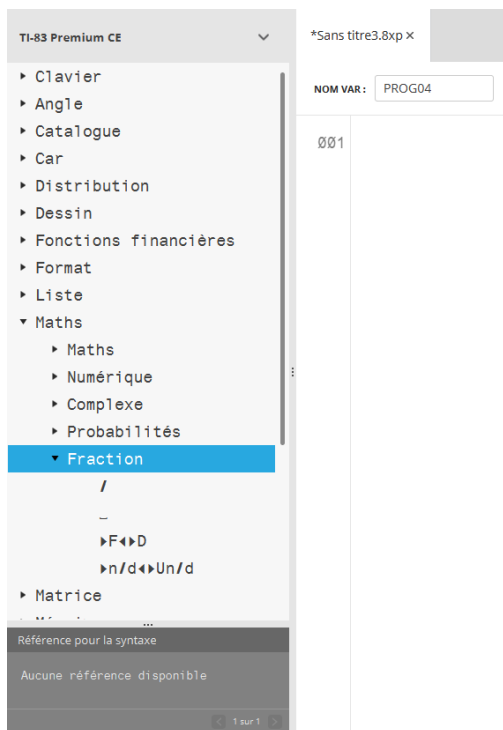 TI-83 Premium CE
*Sans titre3.8xp ×
NOM VAR : PROG04
001
▸ Clavier
▸ Angle
▸ Catalogue
▸ Car
▸ Distribution
▸ Dessin
▸ Fonctions financières
▸ Format
▸ Liste
▾ Maths
▸ Maths
▸ Numérique
▸ Complexe
▸ Probabilités
▾ Fraction
/
⎵
▸F◂▸D
▸n/d◂▸Un/d
▸ Matrice
Référence pour la syntaxe
Aucune référence disponible
< 1 sur 1 >